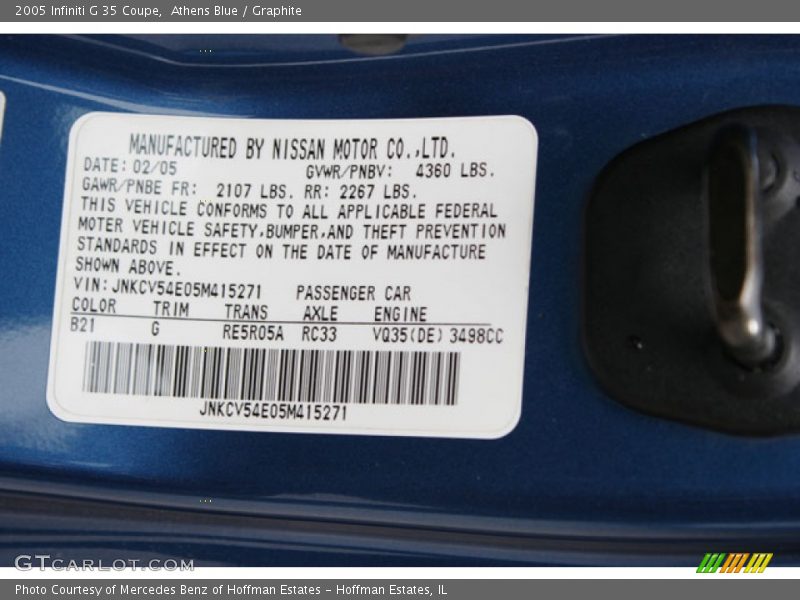 2005 Infiniti G 35 Coupe,  Athens Blue / Graphite
MANUFACTURED BY NISSAN MOTOR CO.,LTD.
DATE: 02/05 GVWR/PNBV: 4360 LBS.
GAWR/PNBE FR: 2107 LBS. RR: 2267 LBS.
THIS VEHICLE CONFORMS TO ALL APPLICABLE FEDERAL
MOTOR VEHICLE SAFETY,BUMPER,AND THEFT PREVENTION
STANDARDS IN EFFECT ON THE DATE OF MANUFACTURE
SHOWN ABOVE.
VIN: JNKCV54E05M415271 PASSENGER CAR
COLOR TRIM TRANS AXLE ENGINE
B21 G RE5R05A RC33 VQ35(DE) 3498CC
JNKCV54E05M415271
GTCARLOT.COM
Photo Courtesy of Mercedes Benz of Hoffman Estates - Hoffman Estates, IL